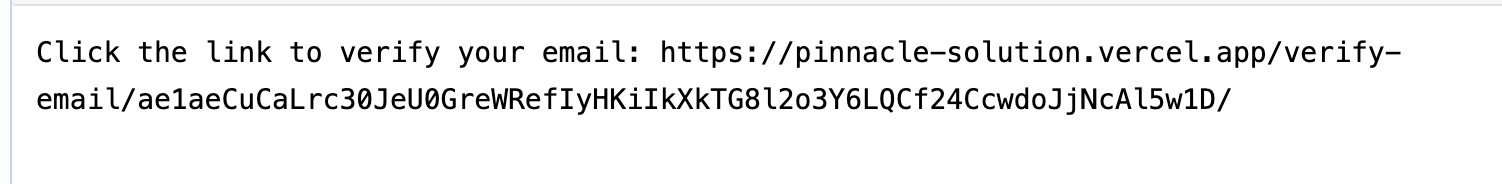 Click the link to verify your email: https://pinnacle-solution.vercel.app/verify-
email/ae1aeCuCaLrc30JeU0GreWRefIyHKiIkXkTG8l2o3Y6LQCf24CcwdoJjNcAl5w1D/